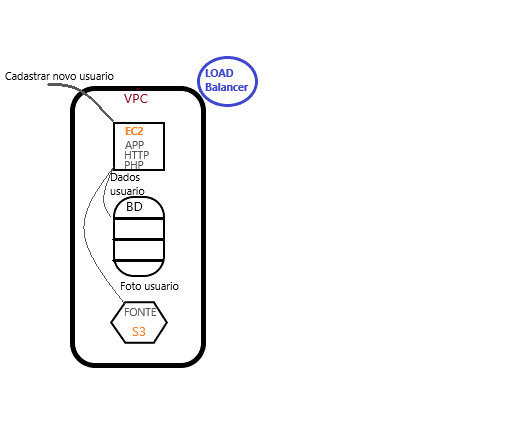 LOAD
Balancer
Cadastrar novo usuario
VPC
EC2
APP
HTTP
PHP
Dados
usuario
BD
Foto usuario
FONTE
S3